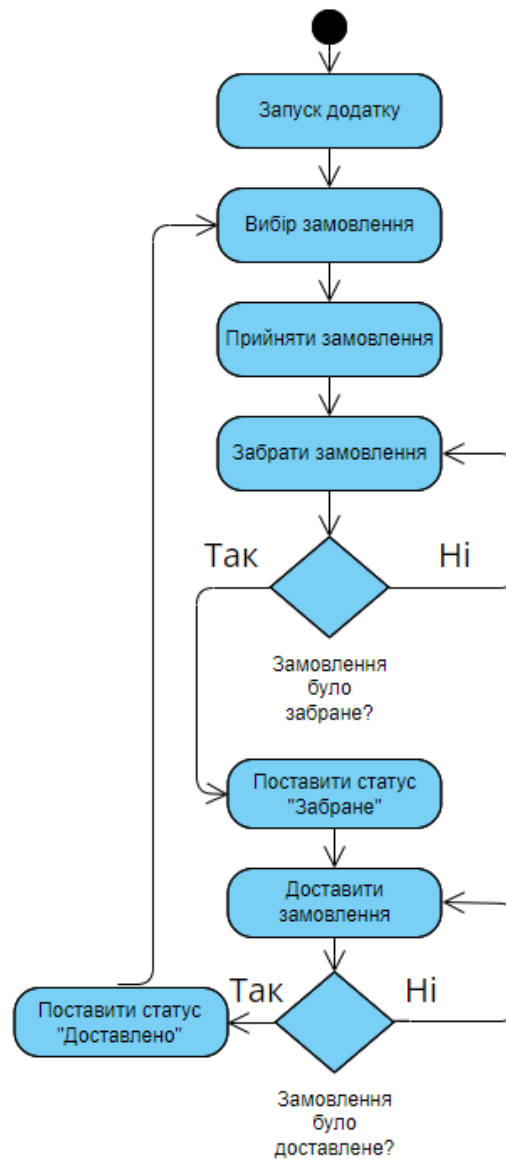 Запуск додатку
Вибір замовлення
Прийняти замовлення
Забрати замовлення
Так
Ні
Замовлення
було
забране?
Поставити статус
"Забране"
Доставити
замовлення
Так
Ні
Поставити статус
"Доставлено"
Замовлення
було
доставлене?